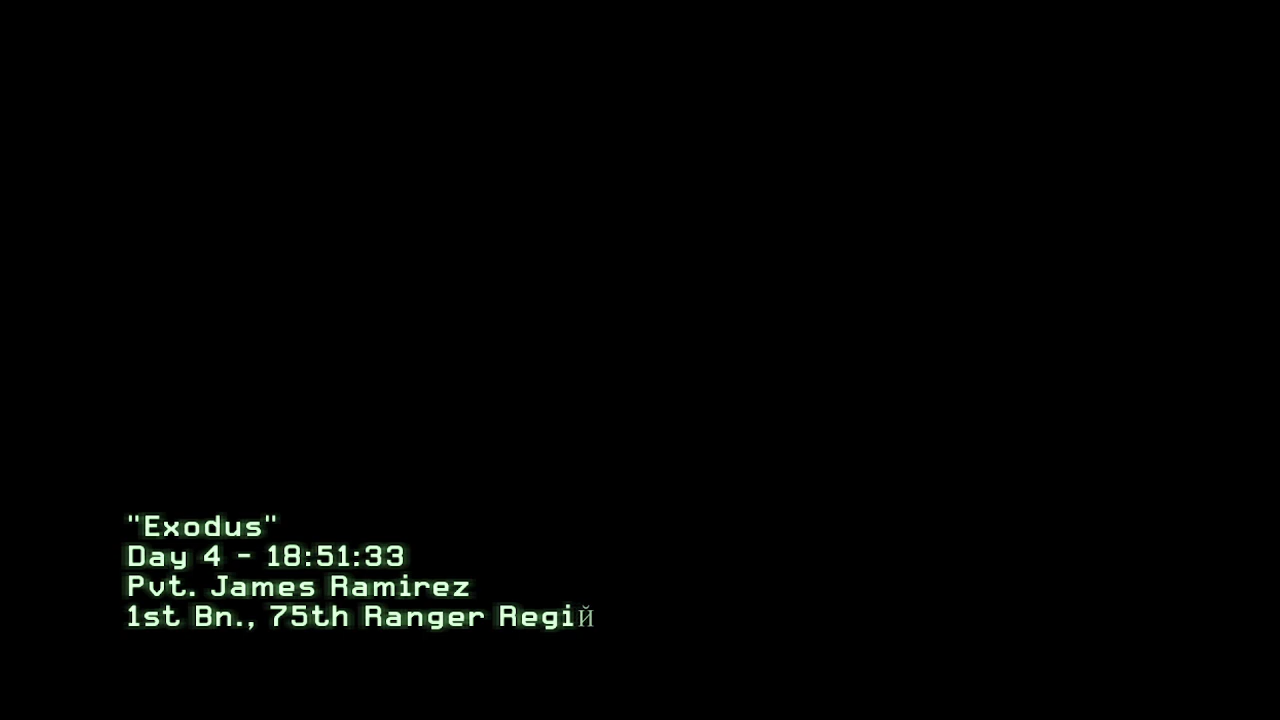 "Exodus"
Day 4 - 18:51:33
Pvt. James Ramirez
1st Bn., 75th Ranger Regiй